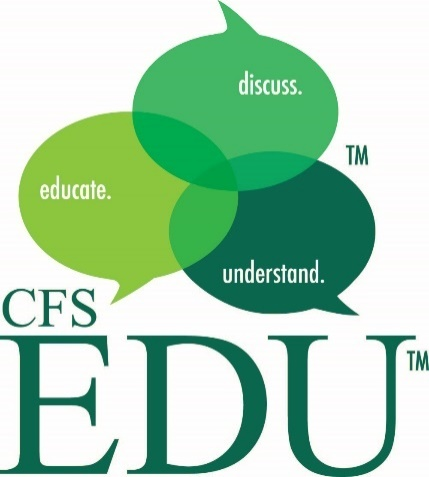 discuss.
TM
educate.
understand.
CFS
EDU TM